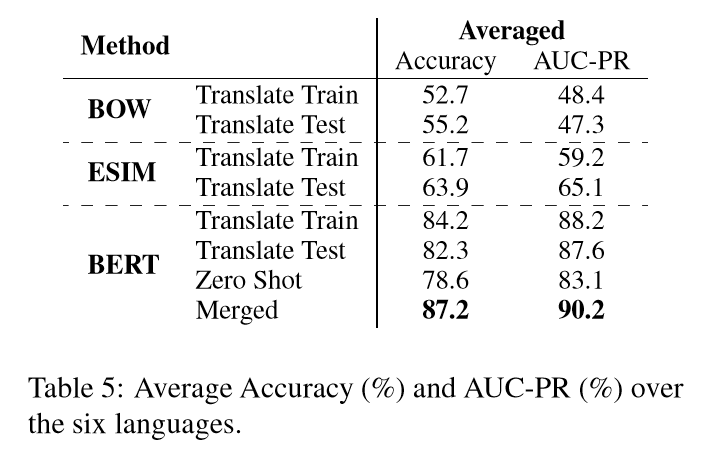 Method Averaged
Accuracy AUC-PR
BOW Translate Train 52.7 48.4
Translate Test 55.2 47.3
ESIM Translate Train 61.7 59.2
Translate Test 63.9 65.1
BERT Translate Train 84.2 88.2
Translate Test 82.3 87.6
Zero Shot 78.6 83.1
Merged 87.2 90.2
Table 5: Average Accuracy (%) and AUC-PR (%) over
the six languages.